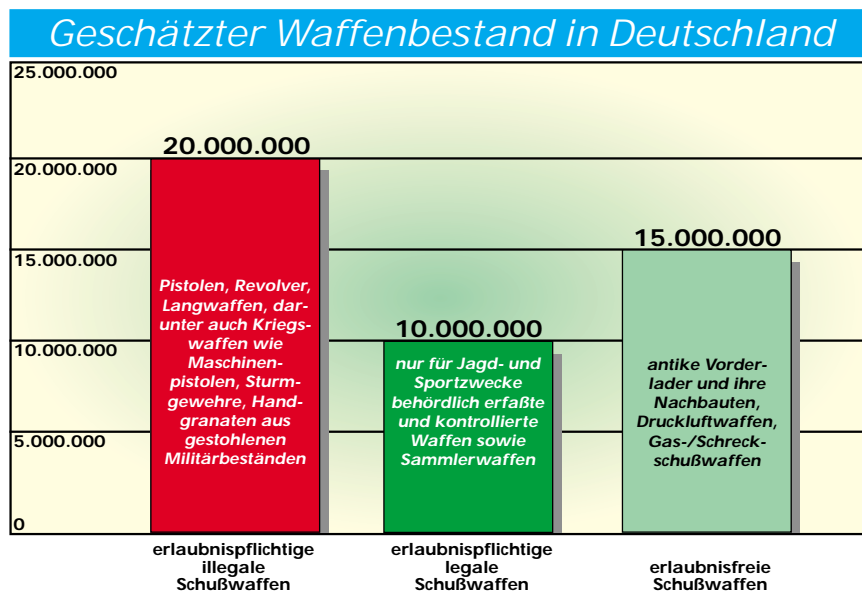 Geschätzter Waffenbestand in Deutschland
25.000.000
20.000.000
15.000.000
10.000.000
5.000.000
0
20.000.000
Pistolen, Revolver,
Langwaffen, dar-
unter auch Kriegs-
waffen wie
Maschinen-
pistolen, Sturm-
gewehre, Hand-
granaten aus
gestohlenen
Militärbeständen
10.000.000
nur für Jagd- und
Sportzwecke
behördlich erfaßte
und kontrollierte
Waffen sowie
Sammlerwaffen
15.000.000
antike Vorder-
lader und ihre
Nachbauten,
Druckluftwaffen,
Gas-/Schreck-
schußwaffen
erlaubnispflichtige
illegale
Schußwaffen
erlaubnispflichtige
legale
Schußwaffen
erlaubnisfreie
Schußwaffen